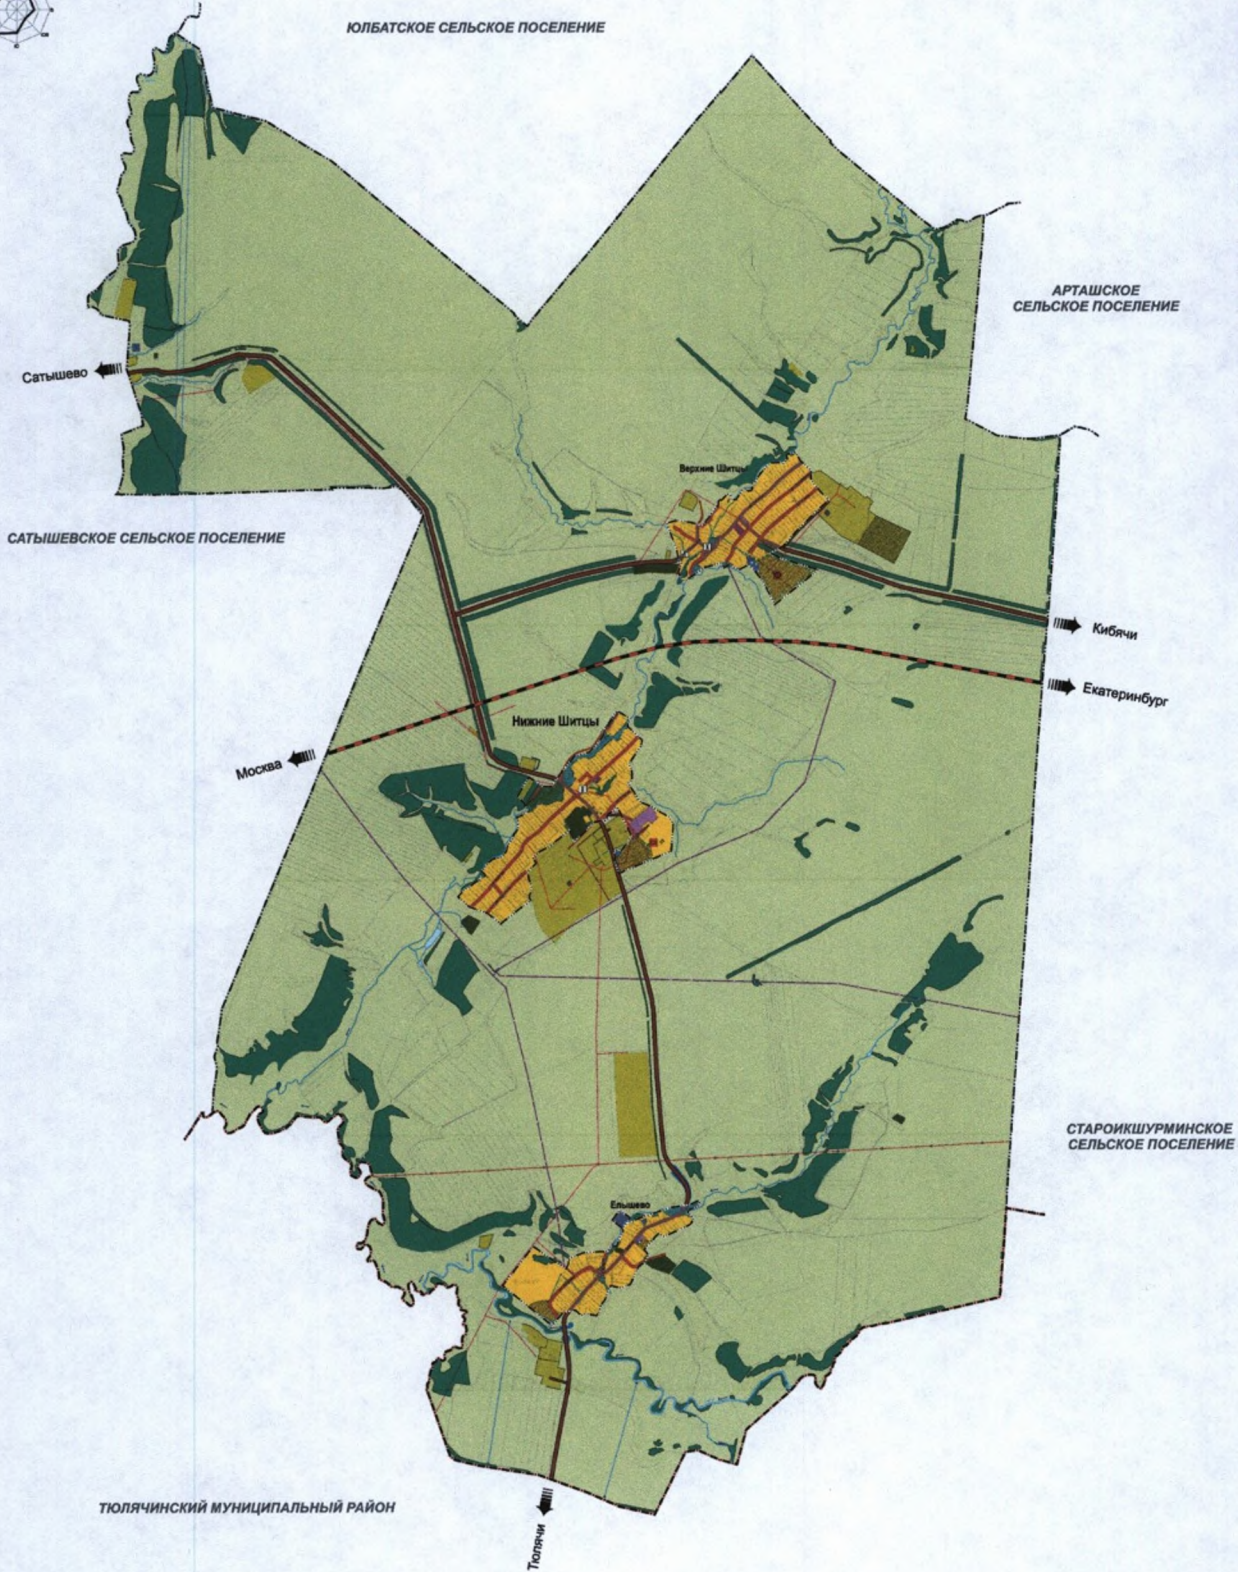 ЮЛБАТСКОЕ СЕЛЬСКОЕ ПОСЕЛЕНИЕ
АРТАШСКОЕ
СЕЛЬСКОЕ ПОСЕЛЕНИЕ
Сатышево
Верхние Шитцы
САТЫШЕВСКОЕ СЕЛЬСКОЕ ПОСЕЛЕНИЕ
Кибячи
Екатеринбург
Нижние Шитцы
Москва
СТАРОИКШУРМИНСКОЕ
СЕЛЬСКОЕ ПОСЕЛЕНИЕ
Елышево
ТЮЛЯЧИНСКИЙ МУНИЦИПАЛЬНЫЙ РАЙОН
Тюлячи